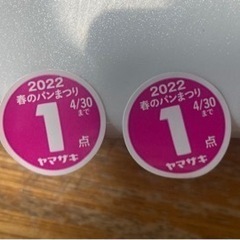 2022
春のパンまつり
4/30
まで
1
点
ヤマザキ
2022
春のパンまつり
4/30
まで
1
点
ヤマザキ